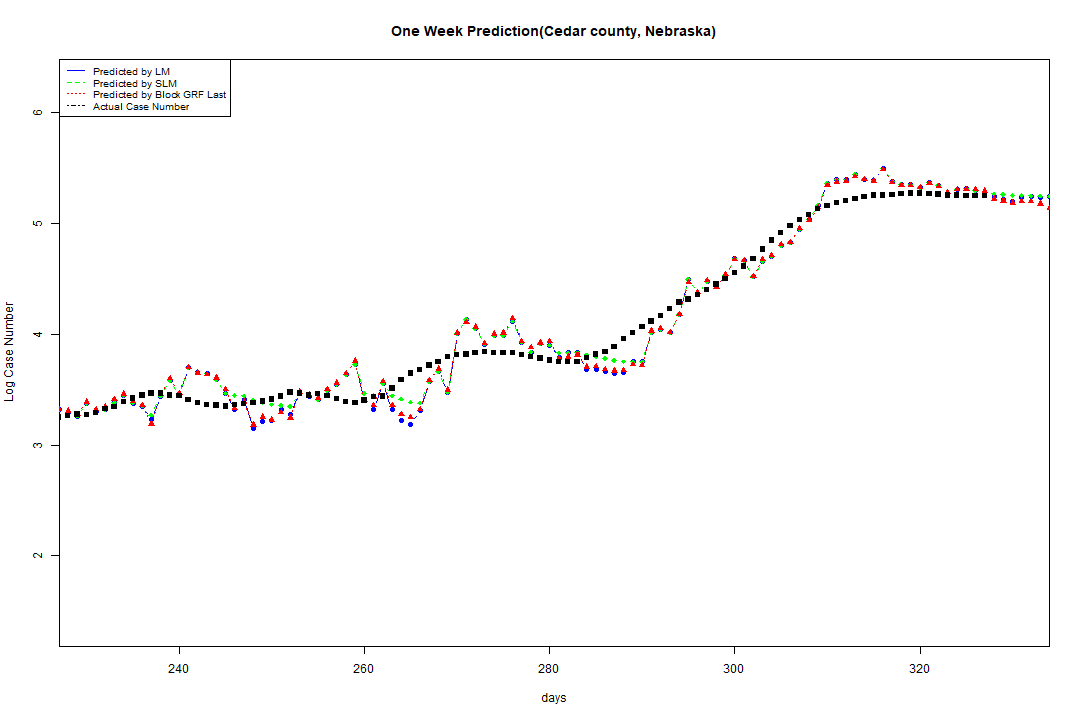 One Week Prediction(Cedar county, Nebraska)
Predicted by LM
Predicted by SLM
Predicted by Block GRF Last
Actual Case Number
6
5
4
3
2
Log Case Number
240 260 280 300 320
days